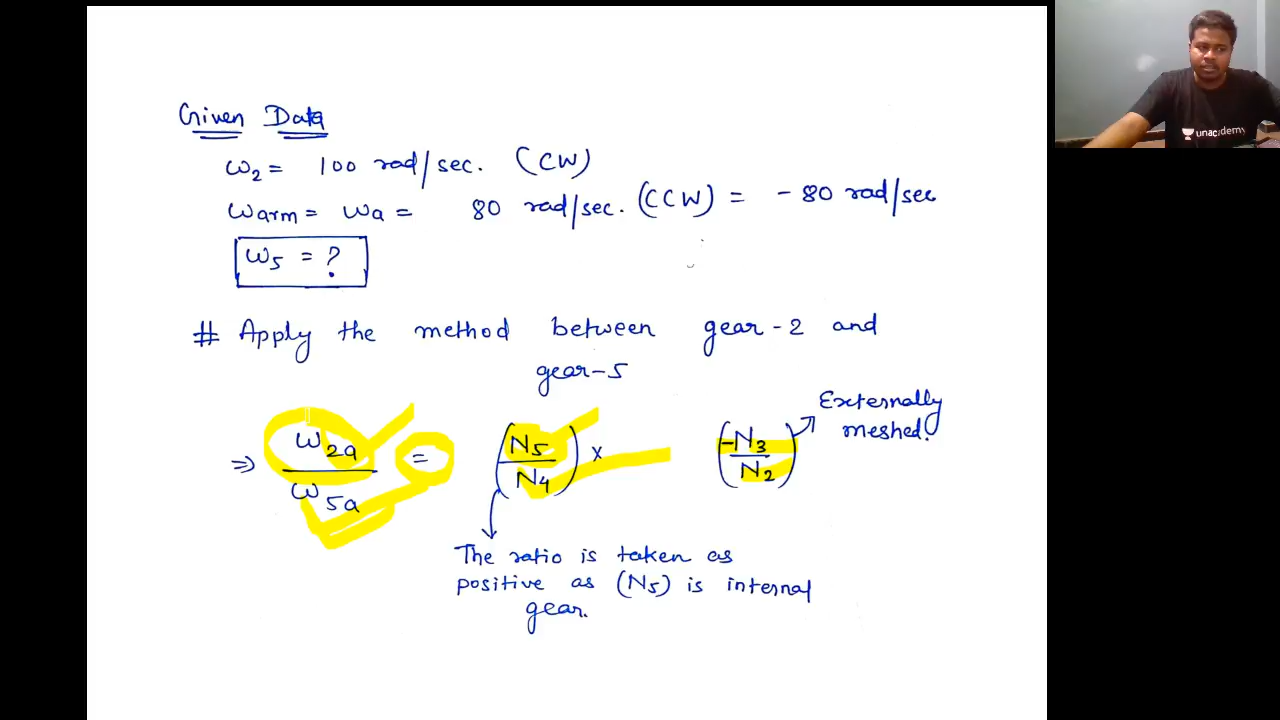 Given Data
ω₂ = 100 rad/sec. (CW)
ωarm = ωa = 80 rad/sec. (CCW) = - 80 rad/sec
ω₅ = ?
# Apply the method between gear - 2 and
gear-5
⇒ ω₂ₐ / ω₅ₐ = (N₅ / N₄) × (-N₃ / N₂)
Externally
meshed.
The ratio is taken as
positive as (N₅) is internal
gear.
unacademy